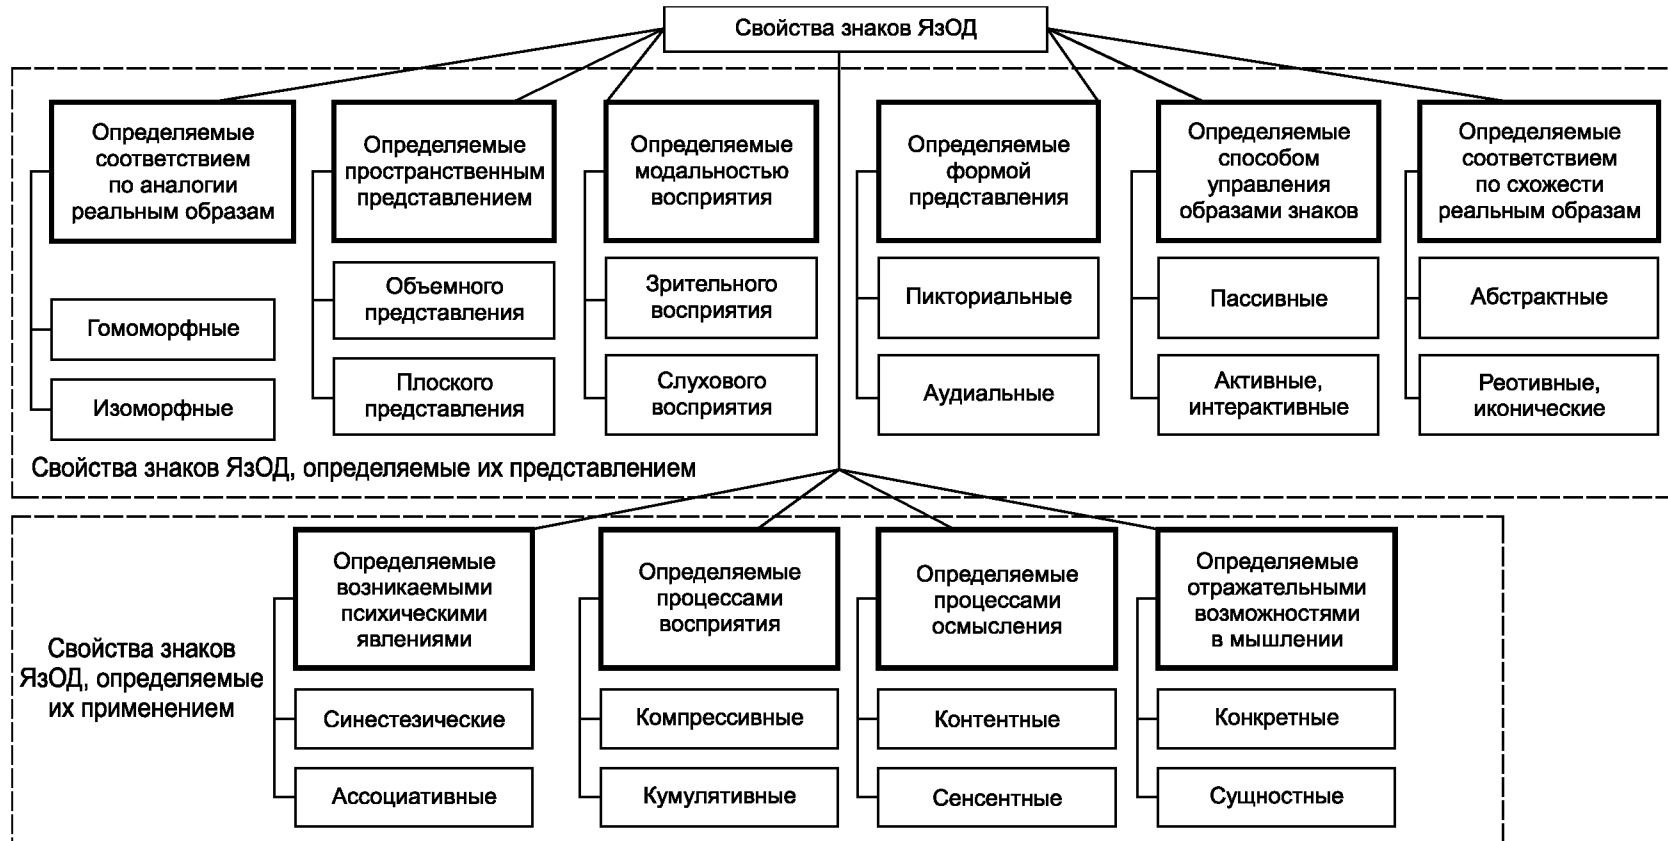 Свойства знаков ЯзОД
Определяемые
соответствием
по аналогии
реальным образам
Гомоморфные
Изоморфные
Определяемые
пространственным
представлением
Объемного
представления
Плоского
представления
Определяемые
модальностью
восприятия
Зрительного
восприятия
Слухового
восприятия
Определяемые
формой
представления
Пикториальные
Аудиальные
Определяемые
способом
управления
образами знаков
Пассивные
Активные,
интерактивные
Определяемые
соответствием
по схожести
реальным образам
Абстрактные
Реотивные,
иконические
Свойства знаков ЯзОД, определяемые их представлением
Свойства знаков
ЯзОД, определяемые
их применением
Определяемые
возникаемыми
психическими
явлениями
Синестезические
Ассоциативные
Определяемые
процессами
восприятия
Компрессивные
Кумулятивные
Определяемые
процессами
осмысления
Контентные
Сенсентные
Определяемые
отражательными
возможностями
в мышлении
Конкретные
Сущностные